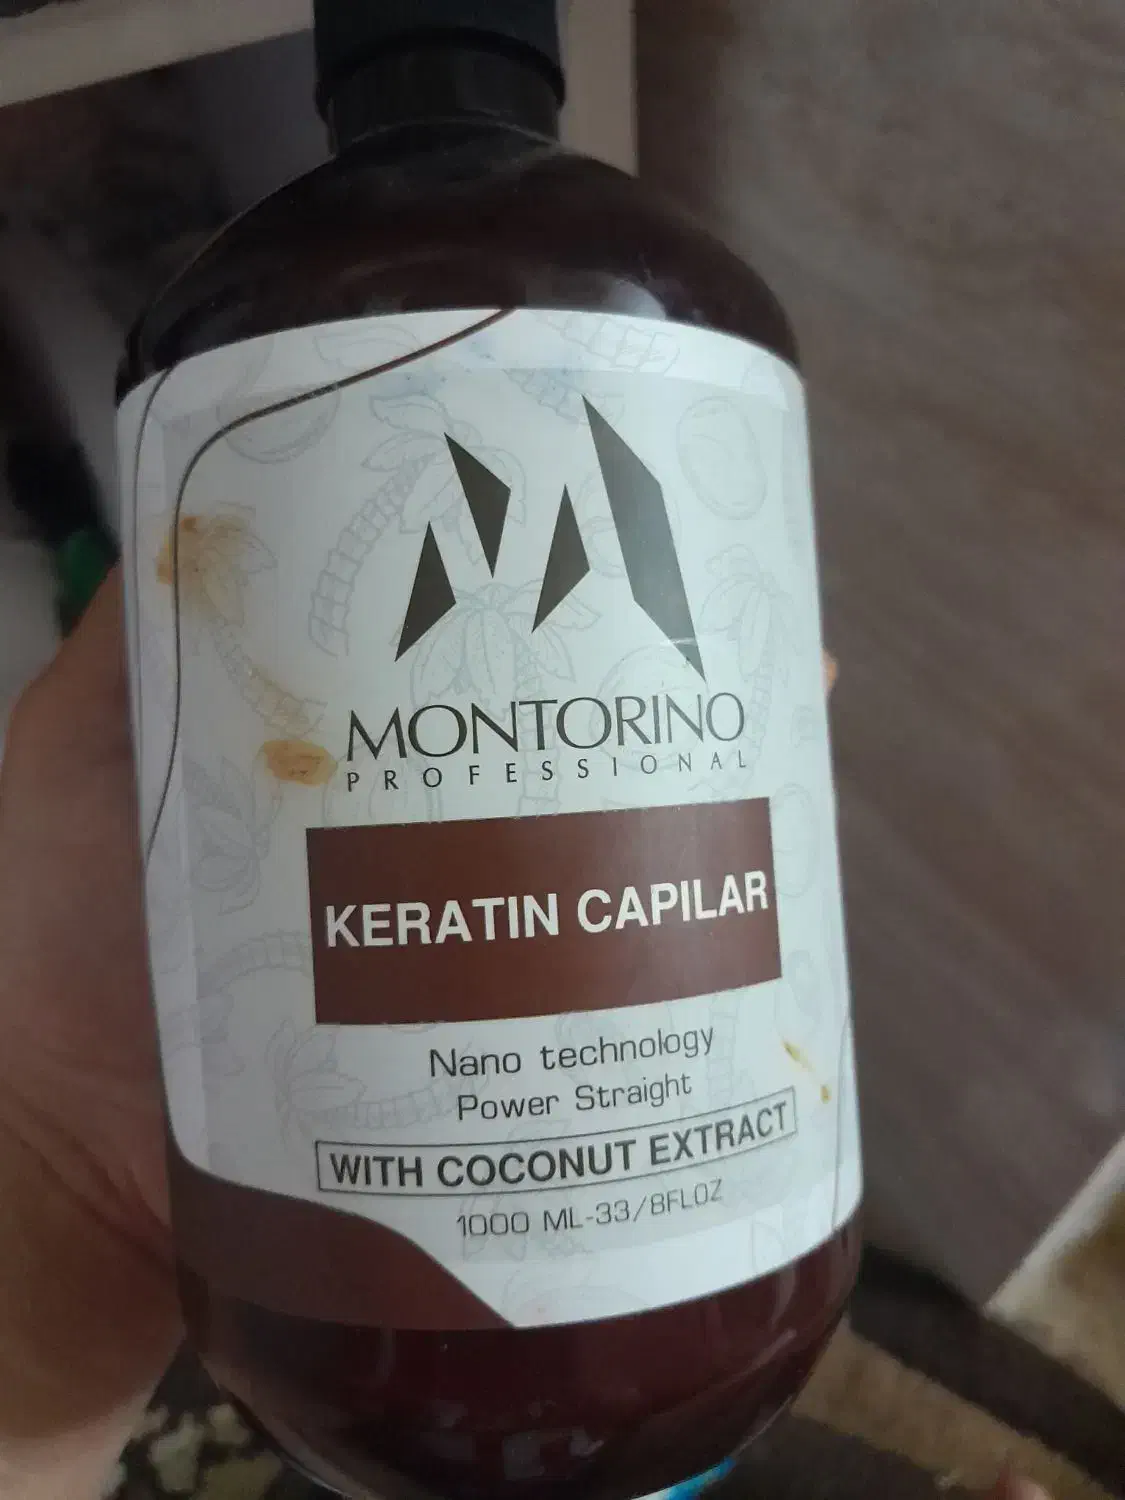 MONTORINO
PROFESSIONAL
KERATIN CAPILAR
Nano technology
Power Straight
WITH COCONUT EXTRACT
1000 ML-33/8FLOZ